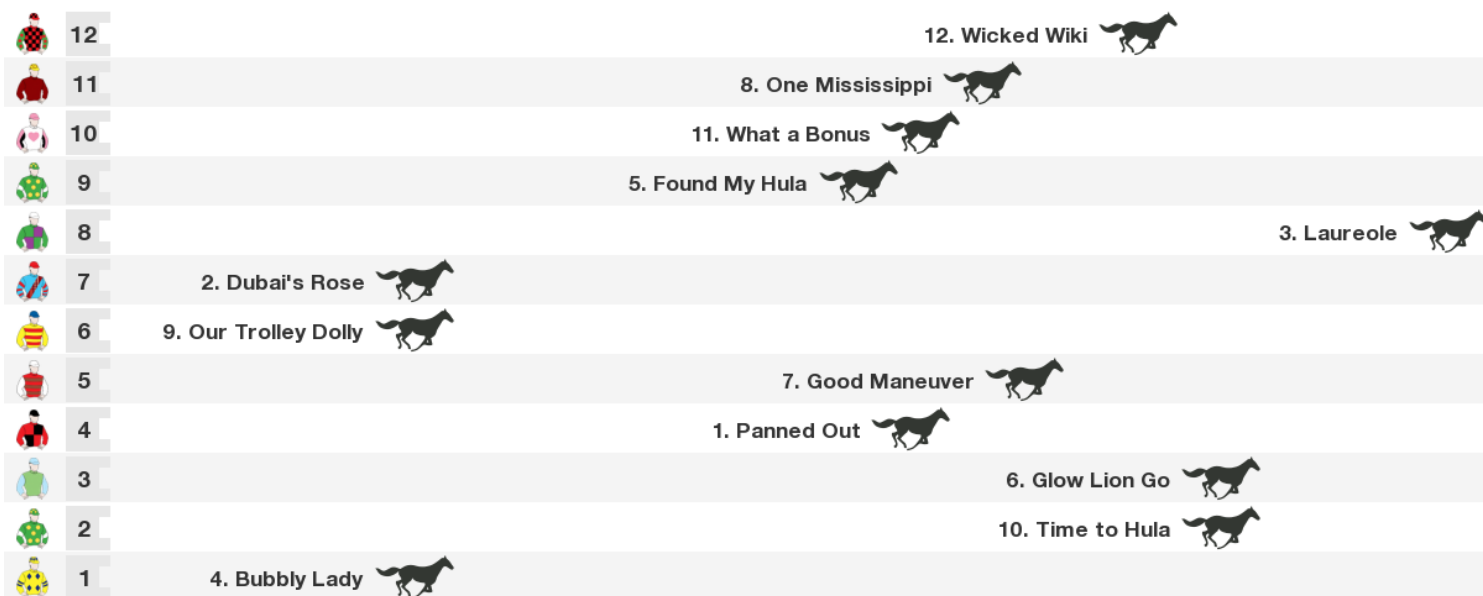 12 12. Wicked Wiki
11 8. One Mississippi
10 11. What a Bonus
9 5. Found My Hula
8 3. Laureole
7 2. Dubai's Rose
6 9. Our Trolley Dolly
5 7. Good Maneuver
4 1. Panned Out
3 6. Glow Lion Go
2 10. Time to Hula
1 4. Bubbly Lady